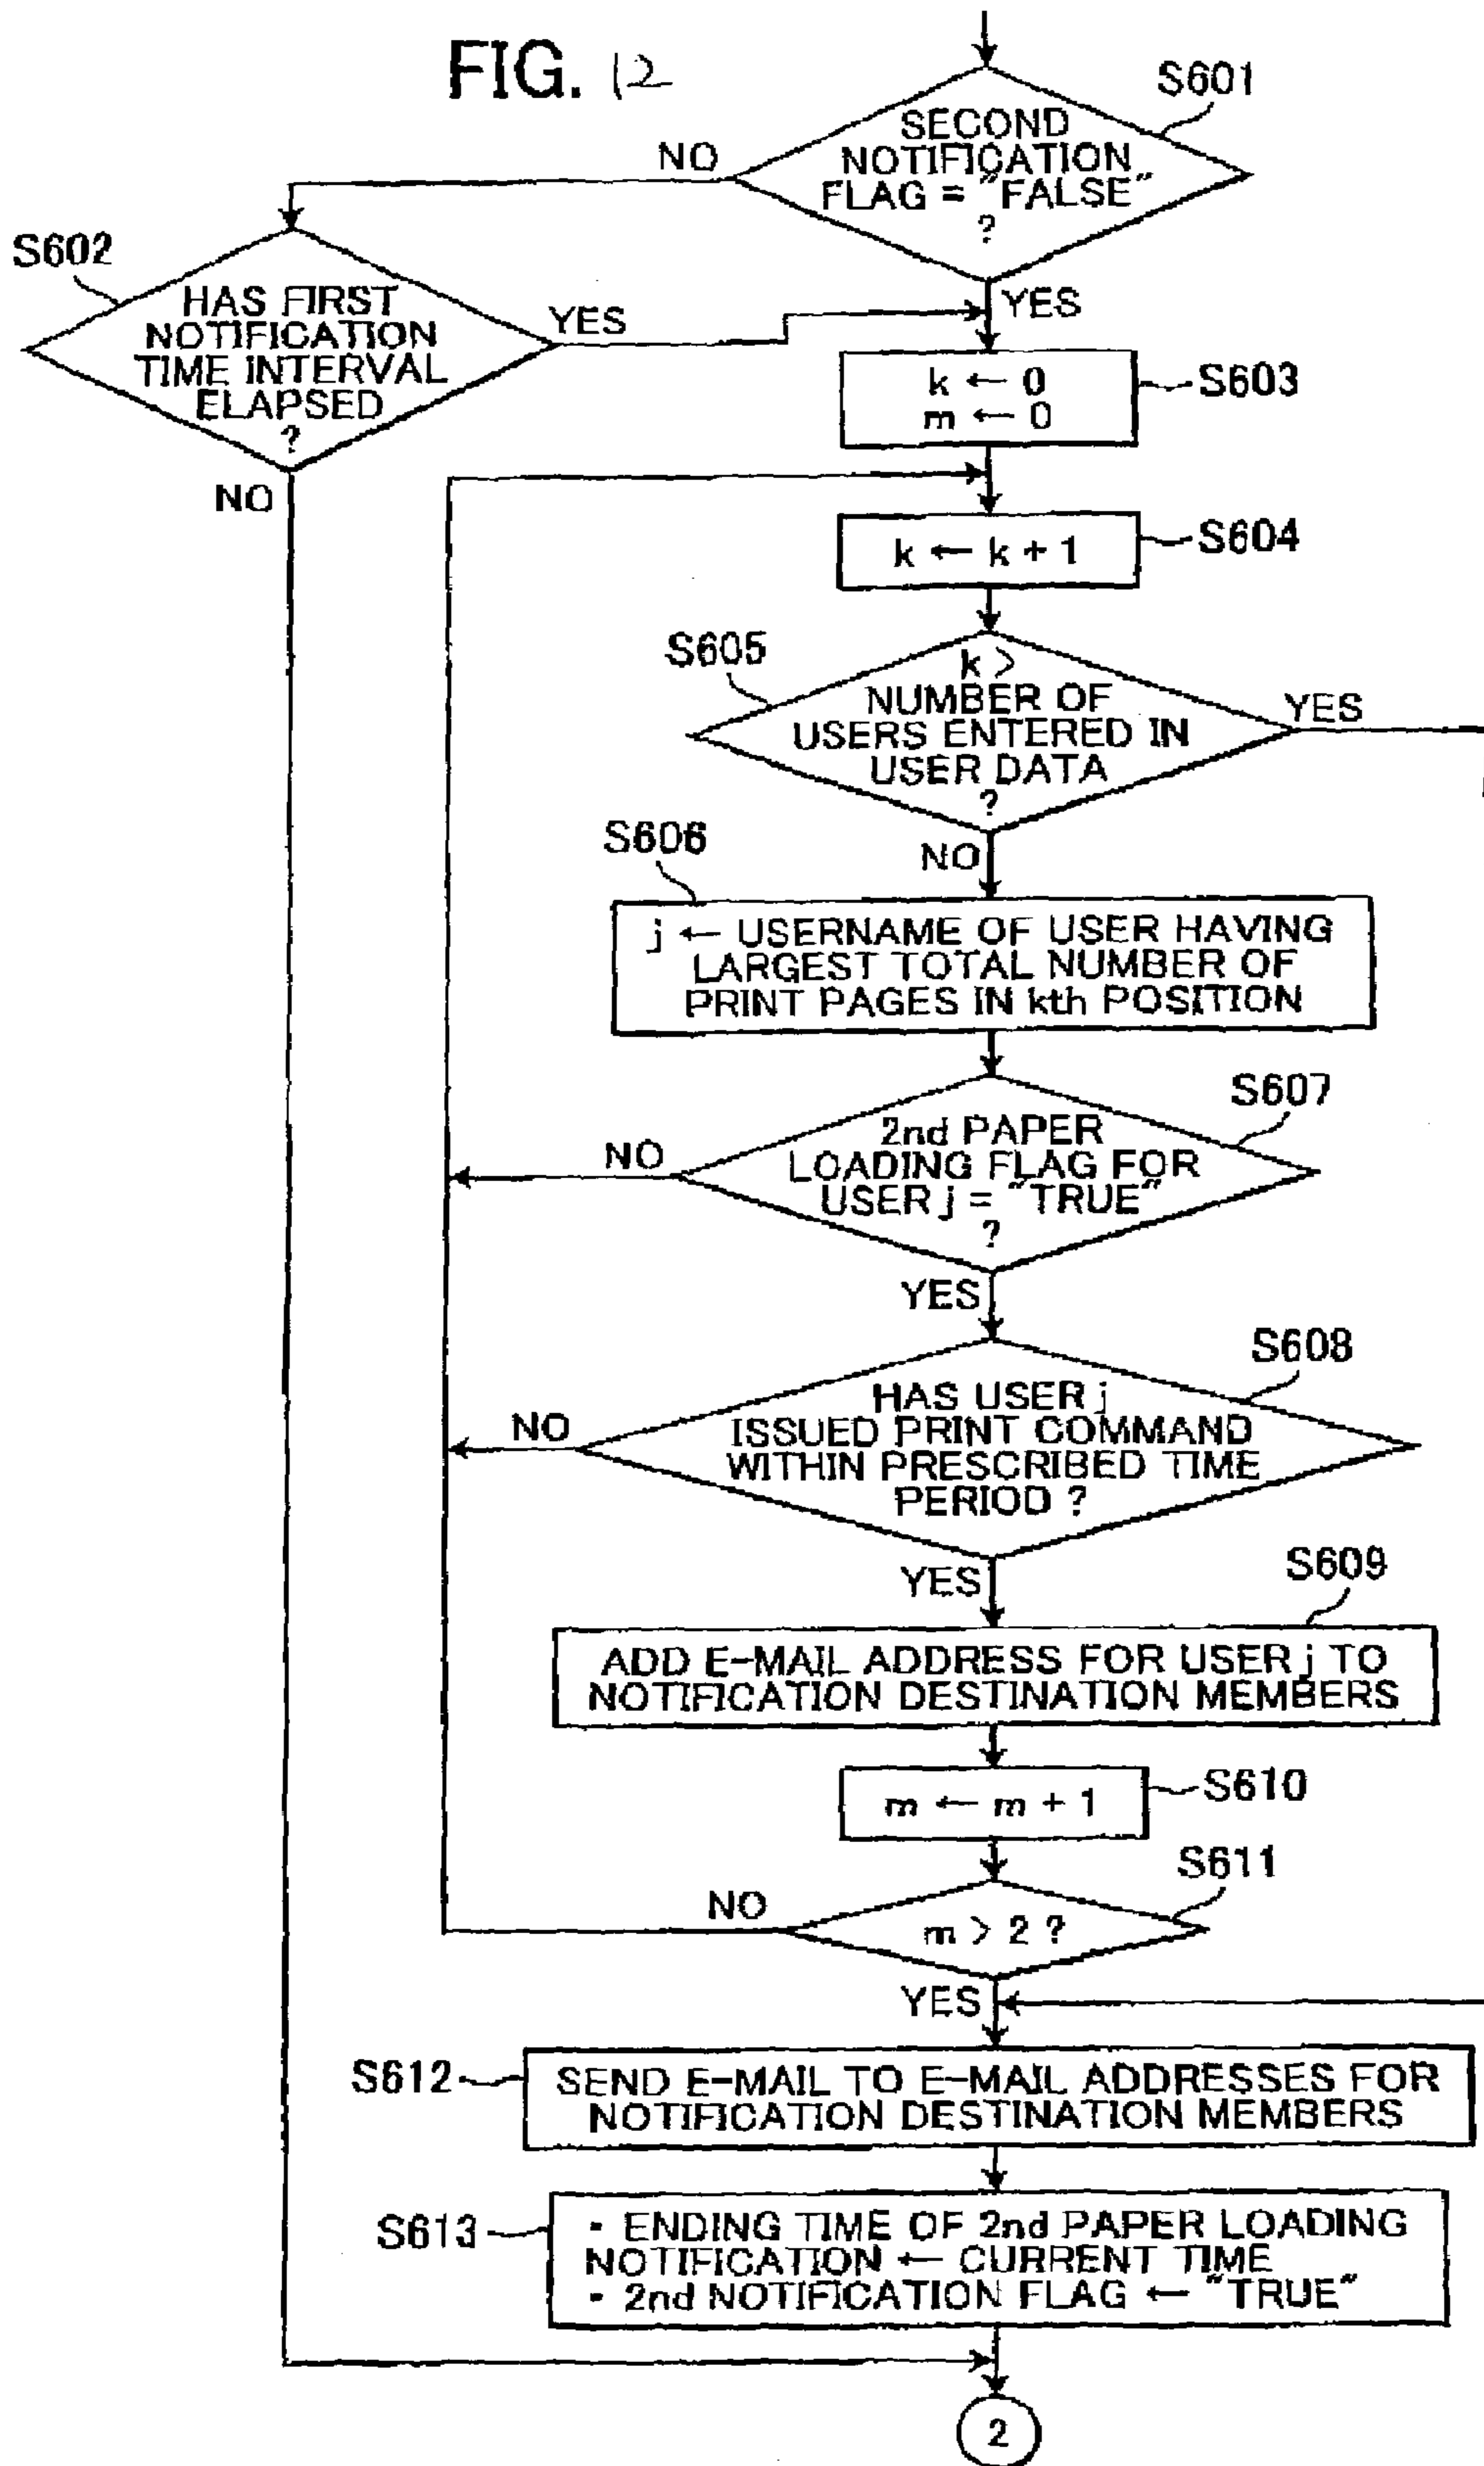 FIG. 12
S601
SECOND
NOTIFICATION
FLAG = "FALSE"
?
NO
YES
S602
HAS FIRST
NOTIFICATION
TIME INTERVAL
ELAPSED
?
YES
NO
k ← 0
m ← 0
S603
k ← k + 1
S604
S605
k >
NUMBER OF
USERS ENTERED IN
USER DATA
?
YES
NO
S606
j ← USERNAME OF USER HAVING
LARGEST TOTAL NUMBER OF
PRINT PAGES IN kth POSITION
S607
2nd PAPER
LOADING FLAG FOR
USER j = "TRUE"
?
NO
YES
S608
HAS USER j
ISSUED PRINT COMMAND
WITHIN PRESCRIBED TIME
PERIOD ?
NO
YES
S609
ADD E-MAIL ADDRESS FOR USER j TO
NOTIFICATION DESTINATION MEMBERS
m ← m + 1
S610
S611
m > 2 ?
NO
YES
S612
SEND E-MAIL TO E-MAIL ADDRESSES FOR
NOTIFICATION DESTINATION MEMBERS
S613
- ENDING TIME OF 2nd PAPER LOADING
NOTIFICATION ← CURRENT TIME
- 2nd NOTIFICATION FLAG ← "TRUE"
2